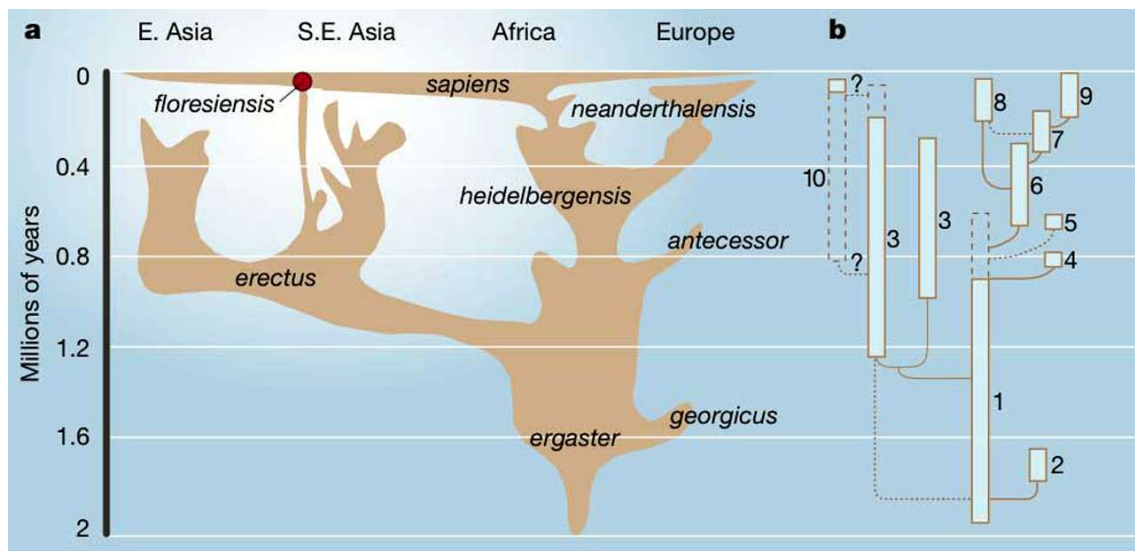 a
E. Asia S.E. Asia Africa Europe
b
0
0.4
0.8
1.2
1.6
2
Millions of years
sapiens
floresiensis
neanderthalensis
heidelbergensis
antecessor
erectus
georgicus
ergaster
? 8 9
7
10 6
3 3 5
? 4
1
2